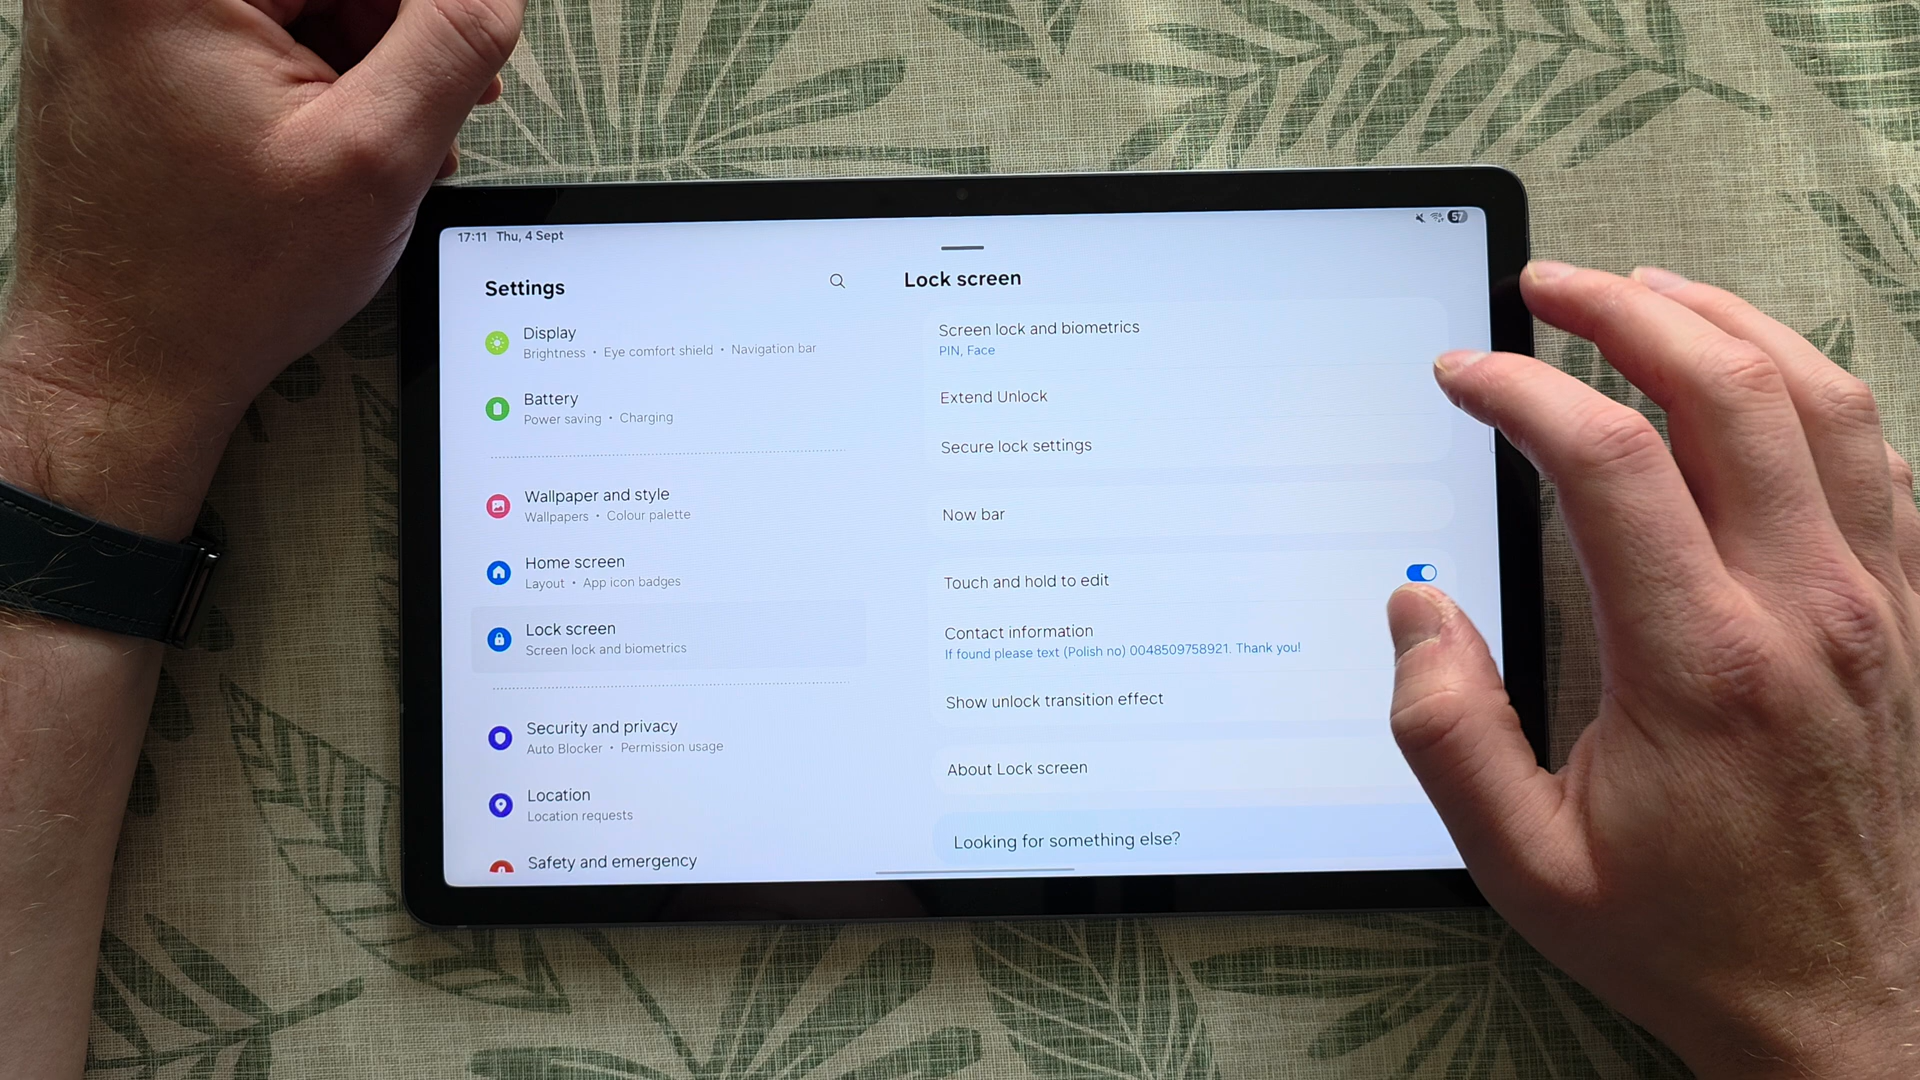 17:11 Thu, 4 Sept
57
Settings
Display
Brightness • Eye comfort shield • Navigation bar
Battery
Power saving • Charging
Wallpaper and style
Wallpapers • Colour palette
Home screen
Layout • App icon badges
Lock screen
Screen lock and biometrics
Security and privacy
Auto Blocker • Permission usage
Location
Location requests
Safety and emergency
Lock screen
Screen lock and biometrics
PIN, Face
Extend Unlock
Secure lock settings
Now bar
Touch and hold to edit
Contact information
If found please text (Polish no) 0048509758921. Thank you!
Show unlock transition effect
About Lock screen
Looking for something else?